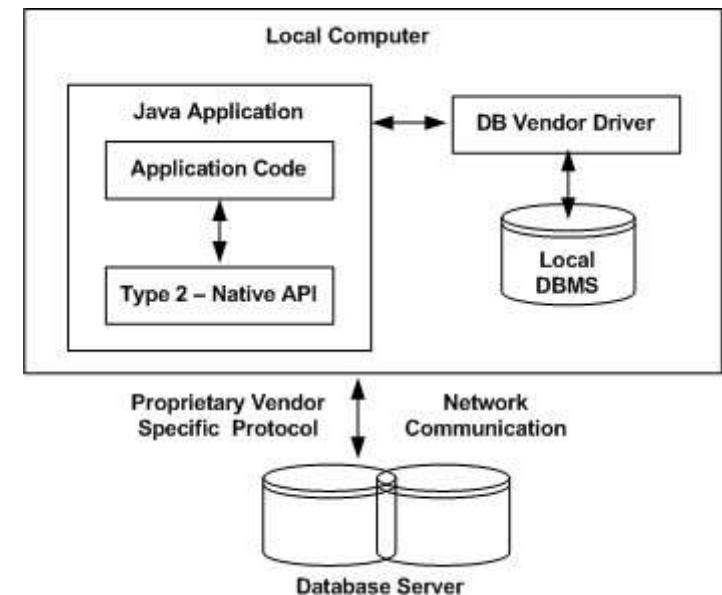 Local Computer
Java Application
DB Vendor Driver
Application Code
Type 2 – Native API
Local
DBMS
Proprietary Vendor
Specific Protocol
Network
Communication
Database Server